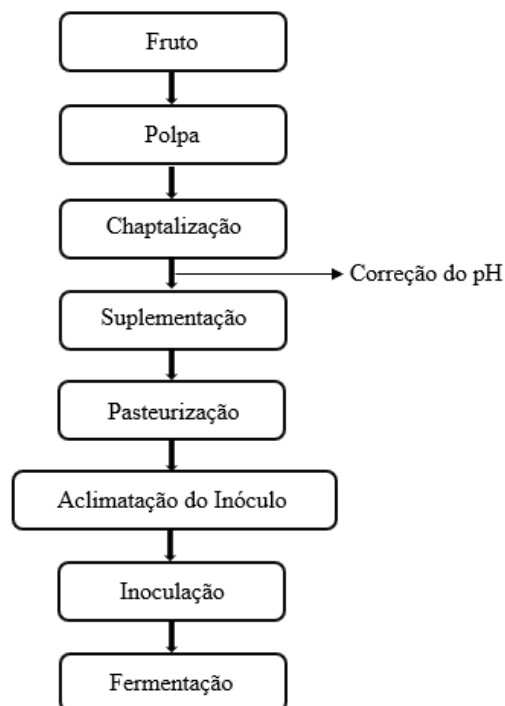 Fruto
Polpa
Chaptalização
Correção do pH
Suplementação
Pasteurização
Aclimatação do Inóculo
Inoculação
Fermentação